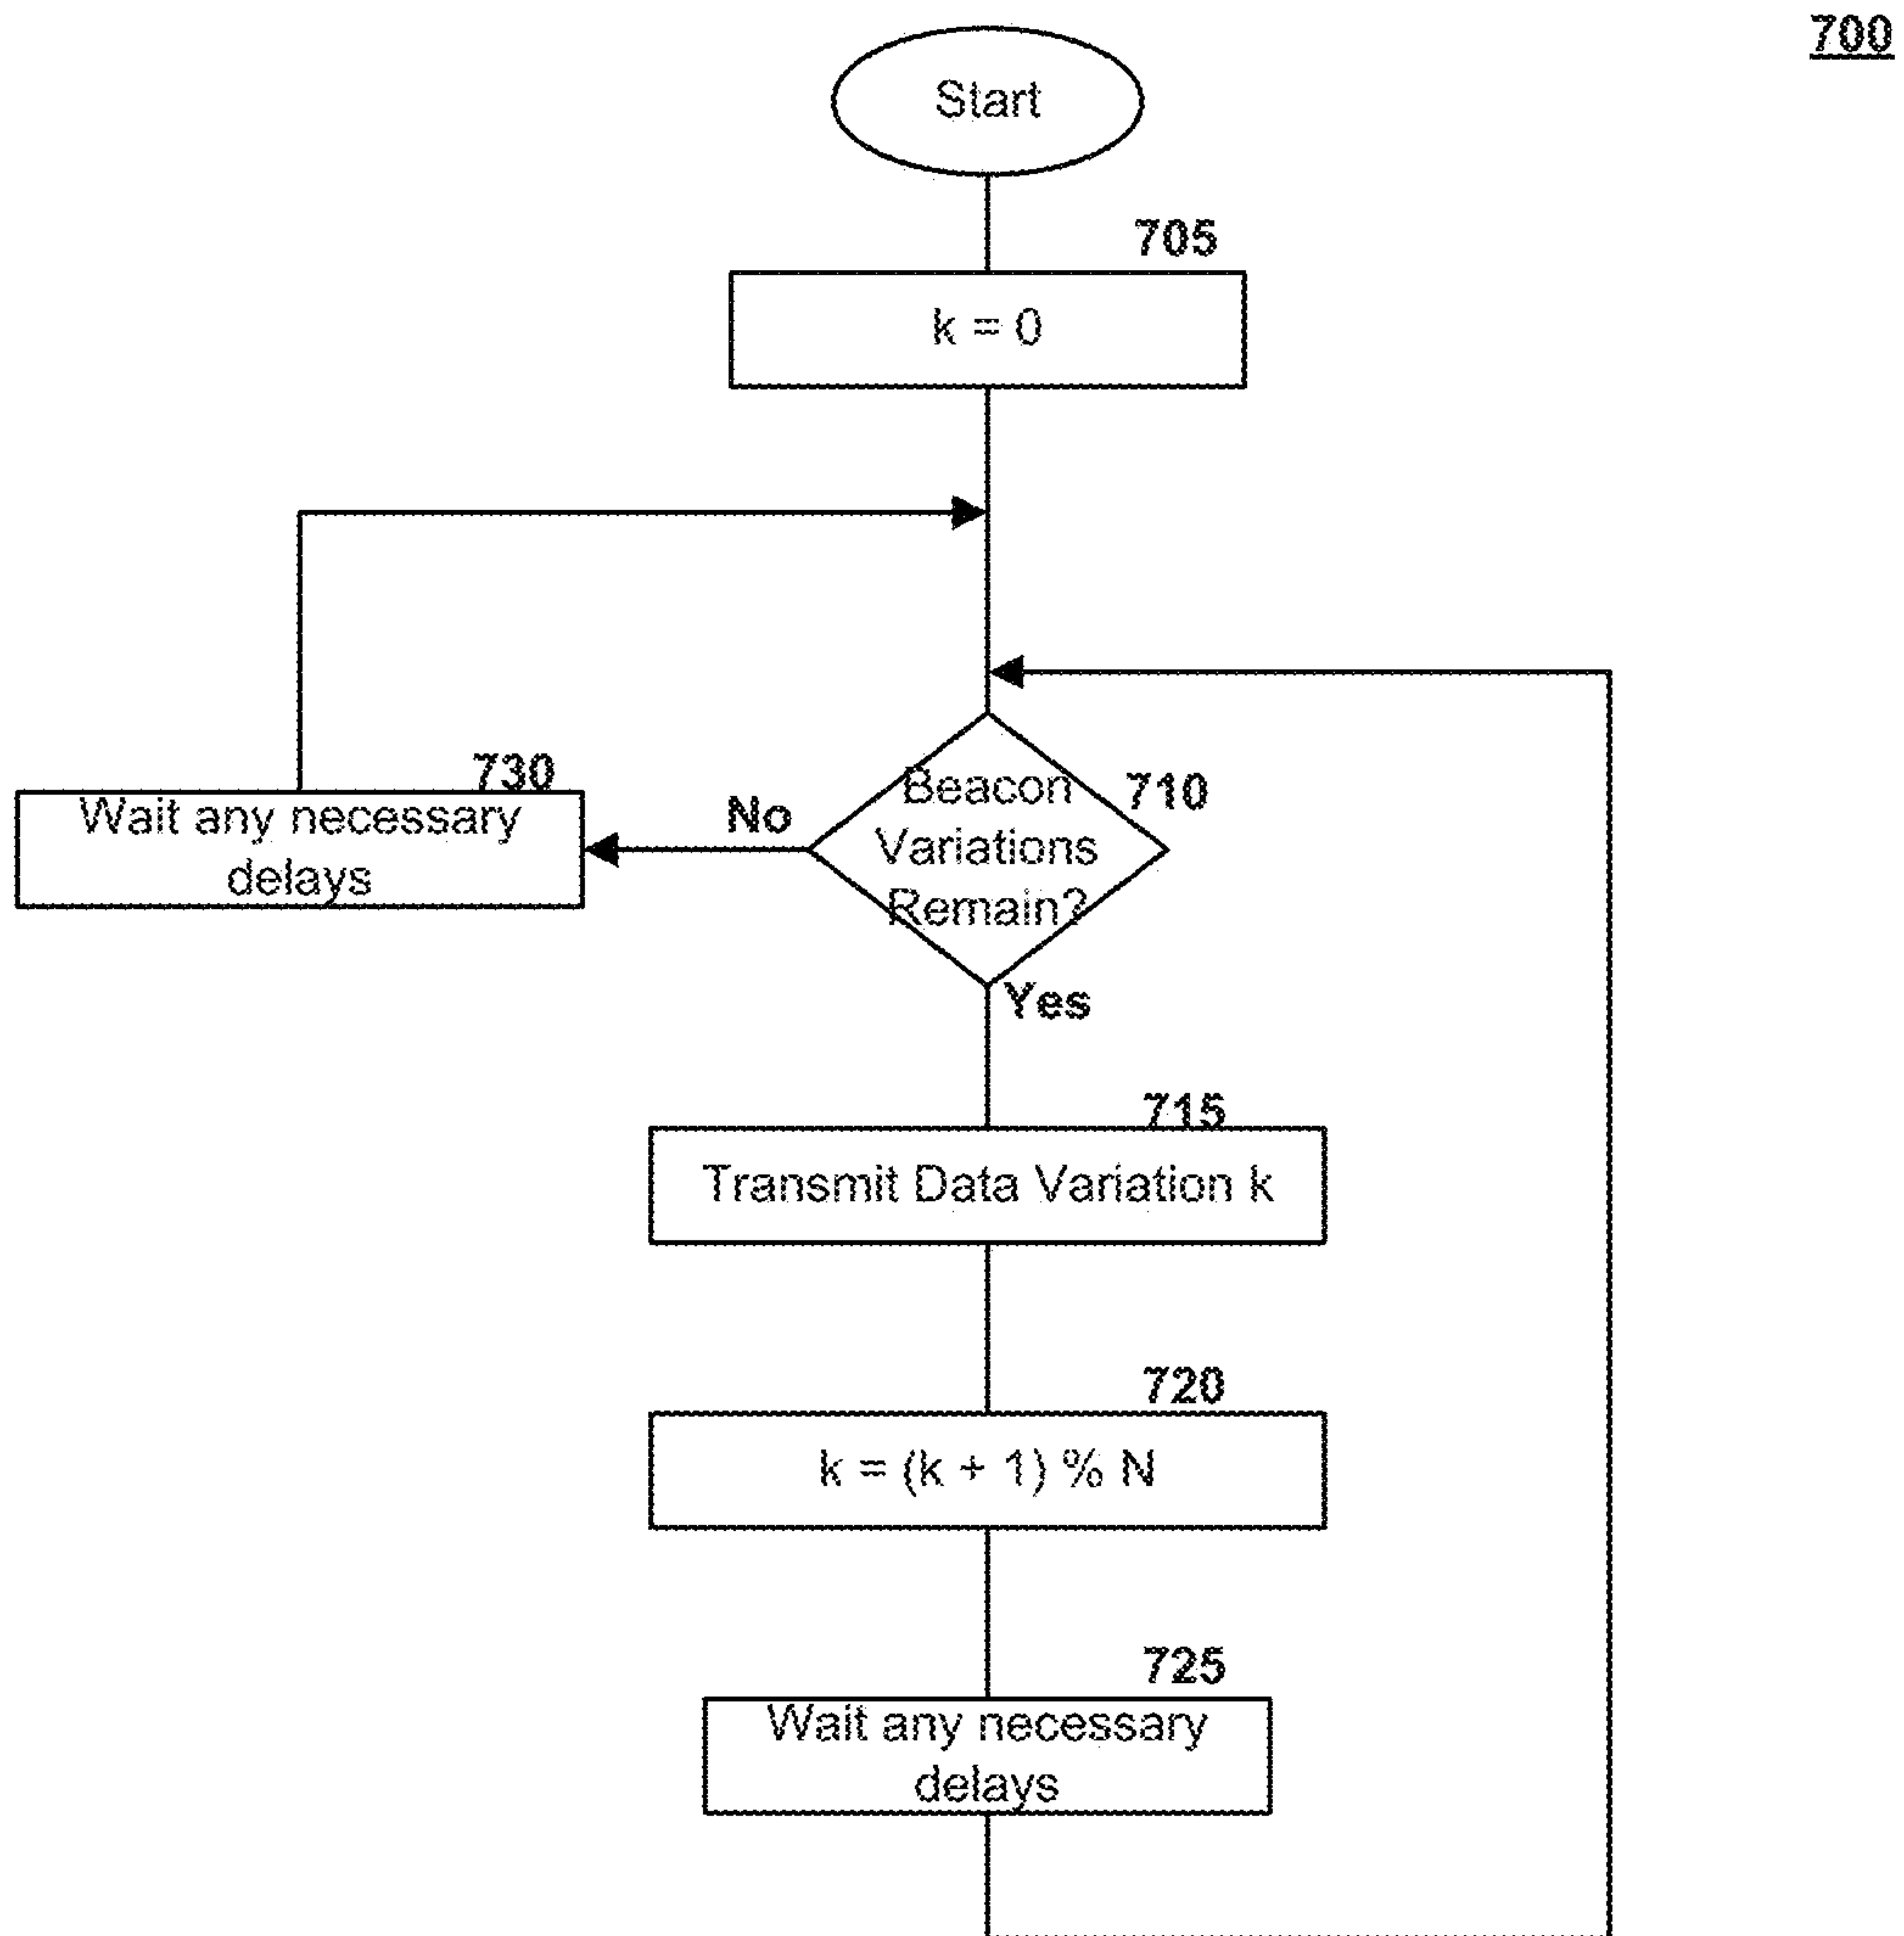 700
Start
705
k = 0
730
Wait any necessary
delays
No
710
Beacon
Variations
Remain?
Yes
715
Transmit Data Variation k
720
k = (k + 1) % N
725
Wait any necessary
delays